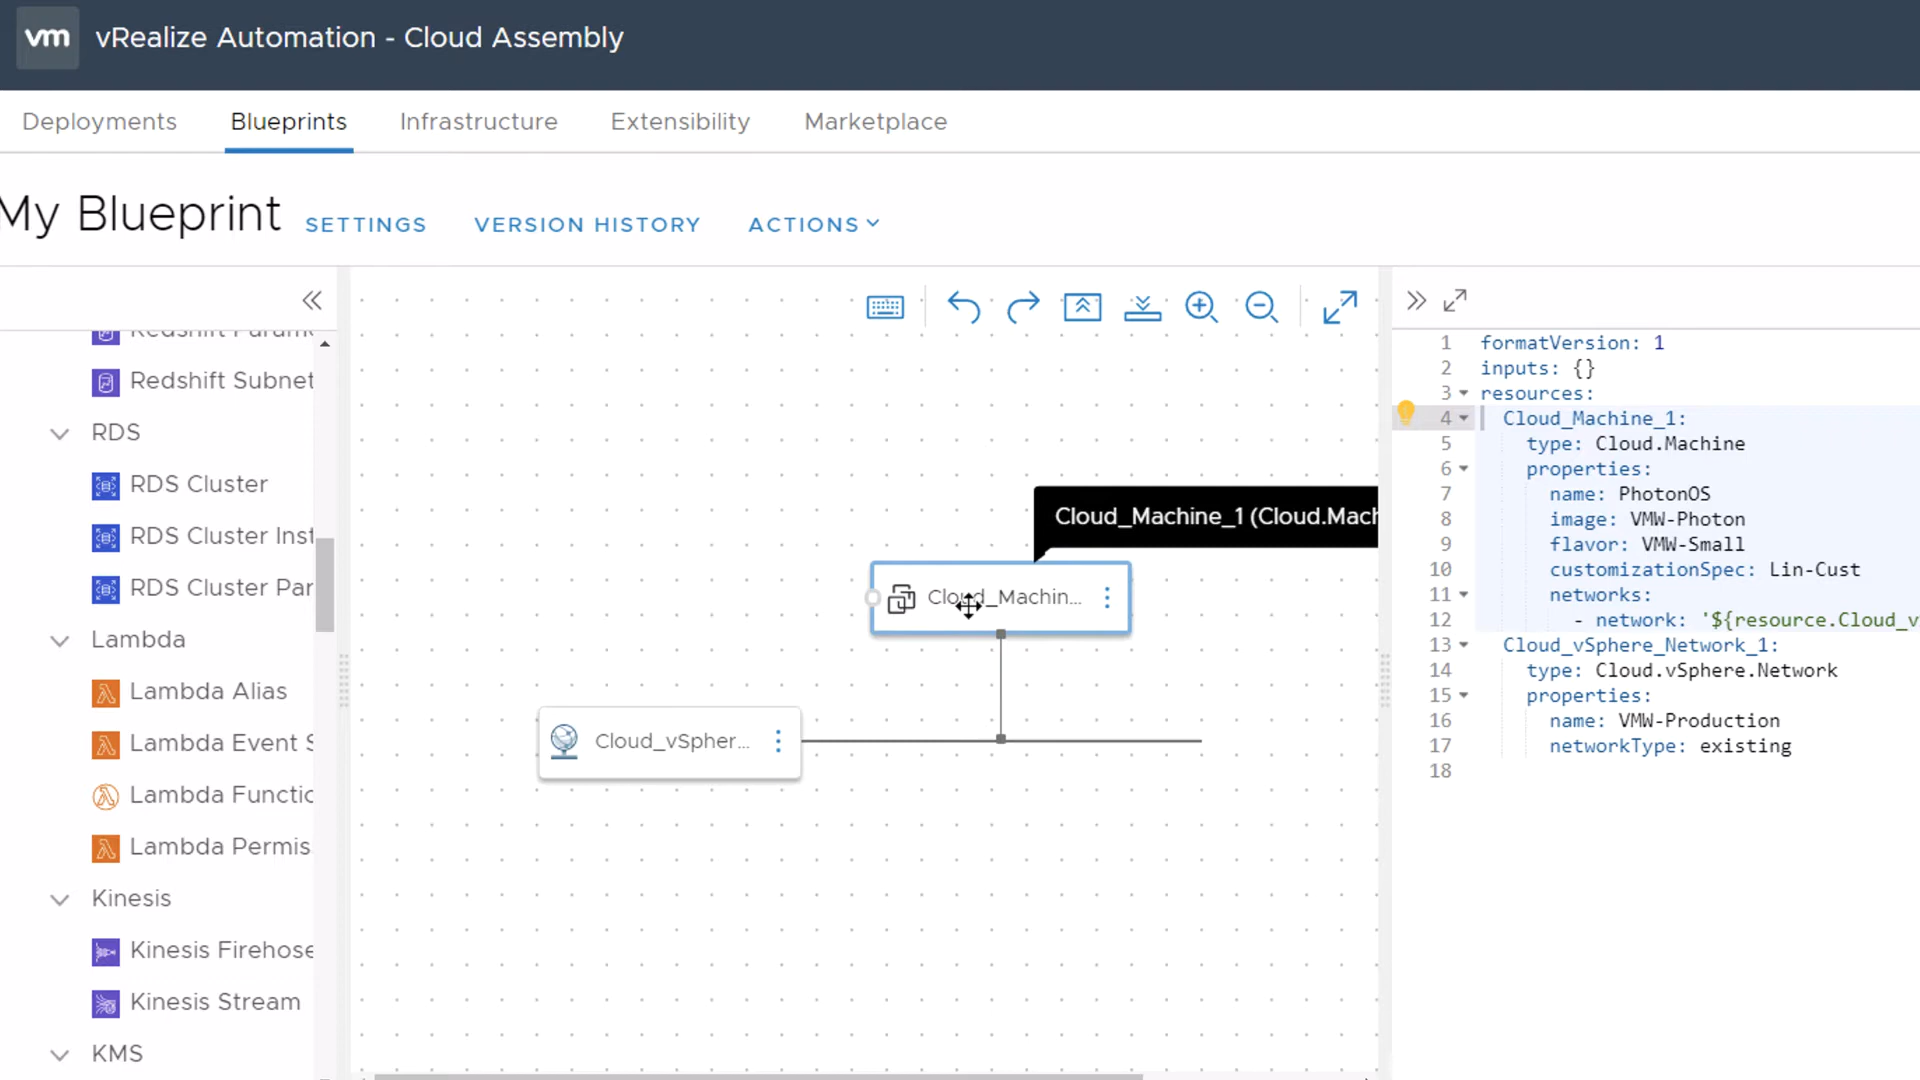 vm vRealize Automation - Cloud Assembly
Deployments Blueprints Infrastructure Extensibility Marketplace
My Blueprint SETTINGS VERSION HISTORY ACTIONS
Redshift Param
Redshift Subnet
RDS
RDS Cluster
RDS Cluster Inst
RDS Cluster Par
Lambda
Lambda Alias
Lambda Event S
Lambda Functio
Lambda Permis
Kinesis
Kinesis Firehose
Kinesis Stream
KMS
Cloud_Machine_1 (Cloud.Mach
Cloud_Machin...
Cloud_vSpher...
1 formatVersion: 1
2 inputs: {}
3 resources:
4 Cloud_Machine_1:
5 type: Cloud.Machine
6 properties:
7 name: PhotonOS
8 image: VMW-Photon
9 flavor: VMW-Small
10 customizationSpec: Lin-Cust
11 networks:
12 - network: '${resource.Cloud_v
13 Cloud_vSphere_Network_1:
14 type: Cloud.vSphere.Network
15 properties:
16 name: VMW-Production
17 networkType: existing
18